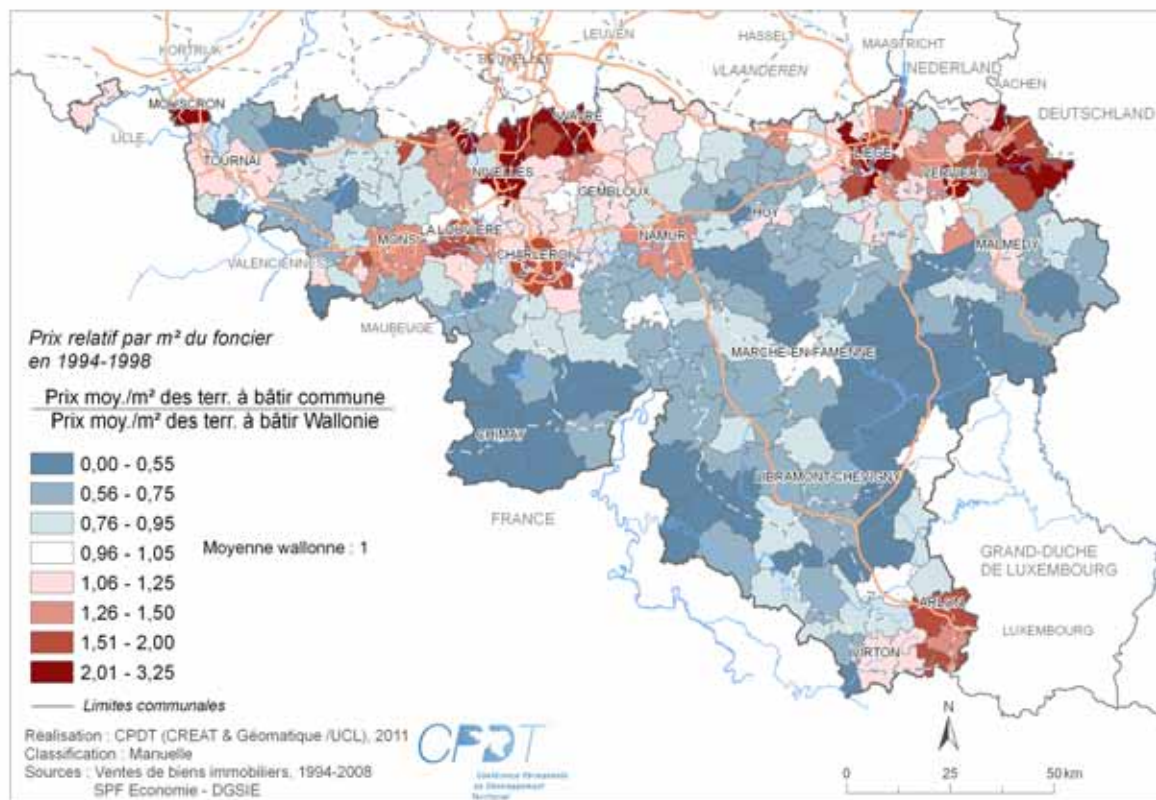 KORTRIJK
BRUXELLES
LEUVEN
HASSELT
MAASTRICHT
NEDERLAND
AACHEN
VLAANDEREN
DEUTSCHLAND
MOUSCRON
LILLE
TOURNAI
WAVRE
LIEGE
VERVIERS
NIVELLES
GEMBLOUX
HUY
LA LOUVIERE
MONS
NAMUR
CHARLEROI
MALMEDY
VALENCIENNES
MAUBEUGE
MARCHE-EN-FAMENNE
CHIMAY
LIBRAMONT-CHEVIGNY
FRANCE
GRAND-DUCHE
DE LUXEMBOURG
ARLON
LUXEMBOURG
VIRTON
Prix relatif par m² du foncier
en 1994-1998
Prix moy./m² des terr. à bâtir commune
Prix moy./m² des terr. à bâtir Wallonie
0,00 - 0,55
0,56 - 0,75
0,76 - 0,95
0,96 - 1,05
Moyenne wallonne : 1
1,06 - 1,25
1,26 - 1,50
1,51 - 2,00
2,01 - 3,25
Limites communales
Réalisation : CPDT (CREAT & Géomatique /UCL), 2011
Classification : Manuelle
Sources : Ventes de biens immobiliers, 1994-2008
SPF Economie - DGSIE
CPDT
Conférence Permanente
du Développement
Territorial
N
0 25 50 km